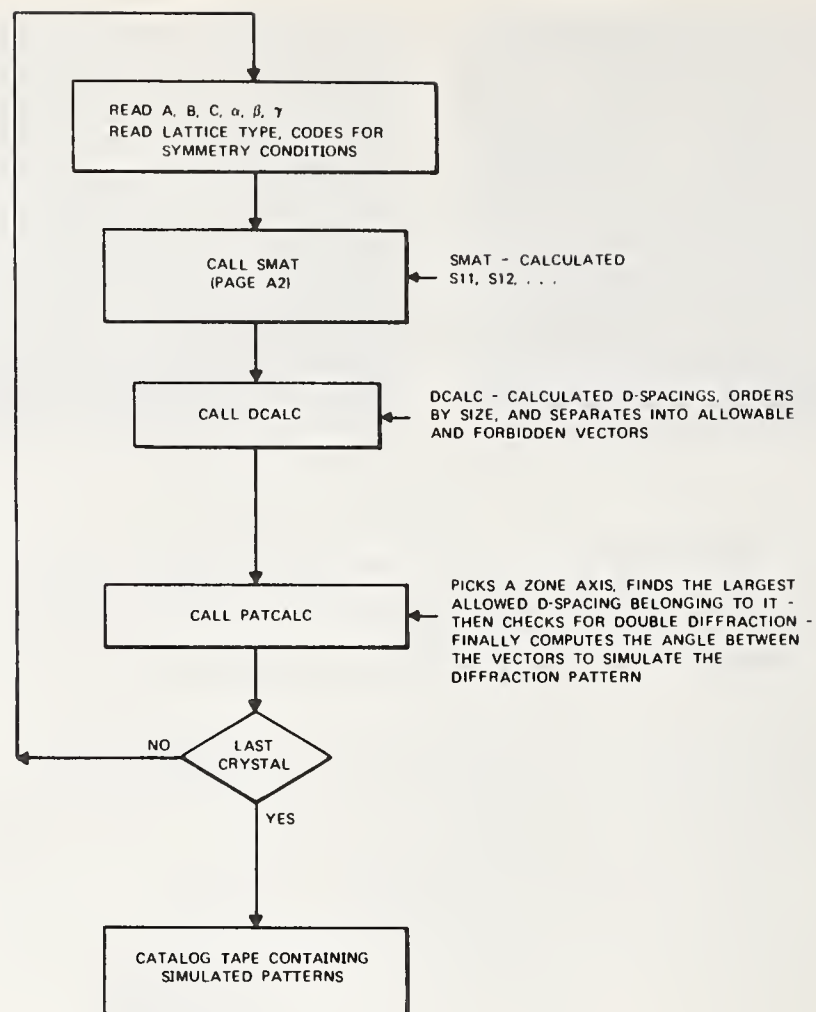 READ A, B, C, α, β, γ
READ LATTICE TYPE, CODES FOR
SYMMETRY CONDITIONS
CALL SMAT
(PAGE A2)
SMAT - CALCULATED
S11, S12, . . .
CALL DCALC
DCALC - CALCULATED D-SPACINGS, ORDERS
BY SIZE, AND SEPARATES INTO ALLOWABLE
AND FORBIDDEN VECTORS
CALL PATCALC
PICKS A ZONE AXIS, FINDS THE LARGEST
ALLOWED D-SPACING BELONGING TO IT -
THEN CHECKS FOR DOUBLE DIFFRACTION -
FINALLY COMPUTES THE ANGLE BETWEEN
THE VECTORS TO SIMULATE THE
DIFFRACTION PATTERN
NO
LAST
CRYSTAL
YES
CATALOG TAPE CONTAINING
SIMULATED PATTERNS